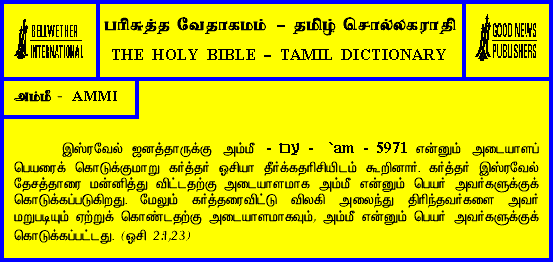 BELLWETHER
INTERNATIONAL
பரிசுத்த வேதாகமம் – தமிழ் சொல்லகராதி
THE HOLY BIBLE – TAMIL DICTIONARY
GOOD NEWS
PUBLISHERS
அம்மீ - AMMI
இஸ்ரவேல் ஜனத்தாருக்கு அம்மீ - עם - `am - 5971 என்னும் அடையாளப்
பெயரைக் கொடுக்குமாறு கர்த்தர் ஓசியா தீர்க்கதரிசியிடம் கூறினார். கர்த்தர் இஸ்ரவேல்
தேசத்தாரை மன்னித்து விட்டதற்கு அடையாளமாக அம்மீ என்னும் பெயர் அவர்களுக்குக்
கொடுக்கப்படுகிறது. மேலும் கர்த்தரைவிட்டு விலகி அலைந்து திரிந்தவர்களை அவர்
மறுபடியும் ஏற்றுக் கொண்டதற்கு அடையாளமாகவும், அம்மீ என்னும் பெயர் அவர்களுக்குக்
கொடுக்கப்பட்டது. (ஓசி 2:1,23)